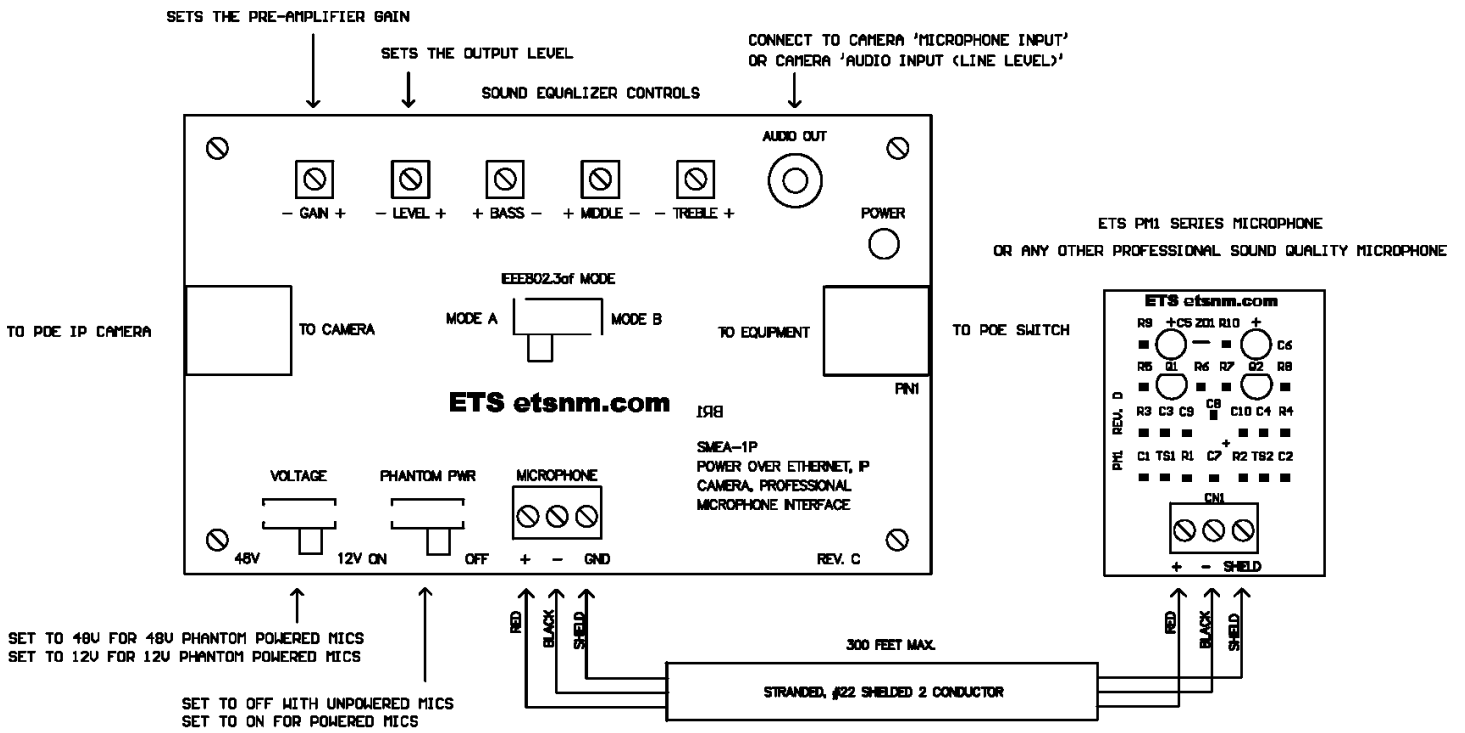 SETS THE PRE-AMPLIFIER GAIN
SETS THE OUTPUT LEVEL
CONNECT TO CAMERA 'MICROPHONE INPUT'
OR CAMERA 'AUDIO INPUT (LINE LEVEL)'
SOUND EQUALIZER CONTROLS
AUDIO OUT
- GAIN +
- LEVEL +
+ BASS -
+ MIDDLE -
- TREBLE +
POWER
IEEE802.3af MODE
MODE A
MODE B
TO POE IP CAMERA
TO CAMERA
TO EQUIPMENT
TO POE SWITCH
PIN1
ETS etsnm.com
BR1
SMEA-1P
POWER OVER ETHERNET, IP
CAMERA, PROFESSIONAL
MICROPHONE INTERFACE
VOLTAGE
PHANTOM PWR
MICROPHONE
48V
12V
ON
OFF
+ - GND
REV. C
SET TO 48V FOR 48V PHANTOM POWERED MICS
SET TO 12V FOR 12V PHANTOM POWERED MICS
SET TO OFF WITH UNPOWERED MICS
SET TO ON FOR POWERED MICS
RED
BLACK
SHIELD
300 FEET MAX.
STRANDED, #22 SHIELDED 2 CONDUCTOR
ETS PM1 SERIES MICROPHONE
OR ANY OTHER PROFESSIONAL SOUND QUALITY MICROPHONE
ETS etsnm.com
R9 +C5 ZD1 R10 +
C6
R5 Q1 R6 R7 Q2 R8
C8
R3 C3 C9 C10 C4 R4
+
C1 TS1 R1 C7 R2 TS2 C2
PM1 REV. D
CN1
+ - SHIELD
RED
BLACK
SHIELD